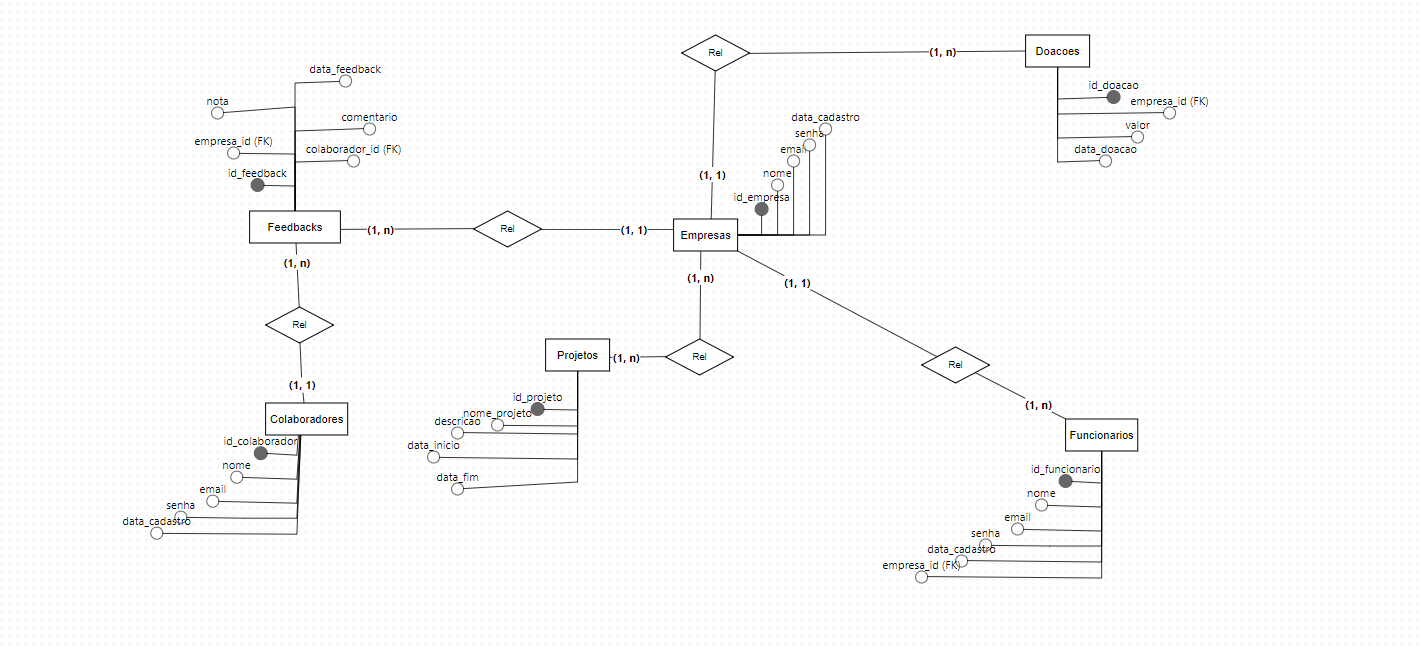 Rel
(1, n)
Doacoes
id_doacao
empresa_id (FK)
valor
data_doacao
data_feedback
nota
comentario
empresa_id (FK)
colaborador_id (FK)
id_feedback
Feedbacks
(1, n)
Rel
(1, 1)
(1, 1)
data_cadastro
senha
email
nome
id_empresa
Empresas
(1, n)
Rel
(1, 1)
Colaboradores
id_colaborador
nome
email
senha
data_cadastro
(1, n)
Projetos
(1, n)
Rel
id_projeto
nome_projeto
descricao
data_inicio
data_fim
(1, 1)
Rel
(1, n)
Funcionarios
id_funcionario
nome
email
senha
data_cadastro
empresa_id (FK)